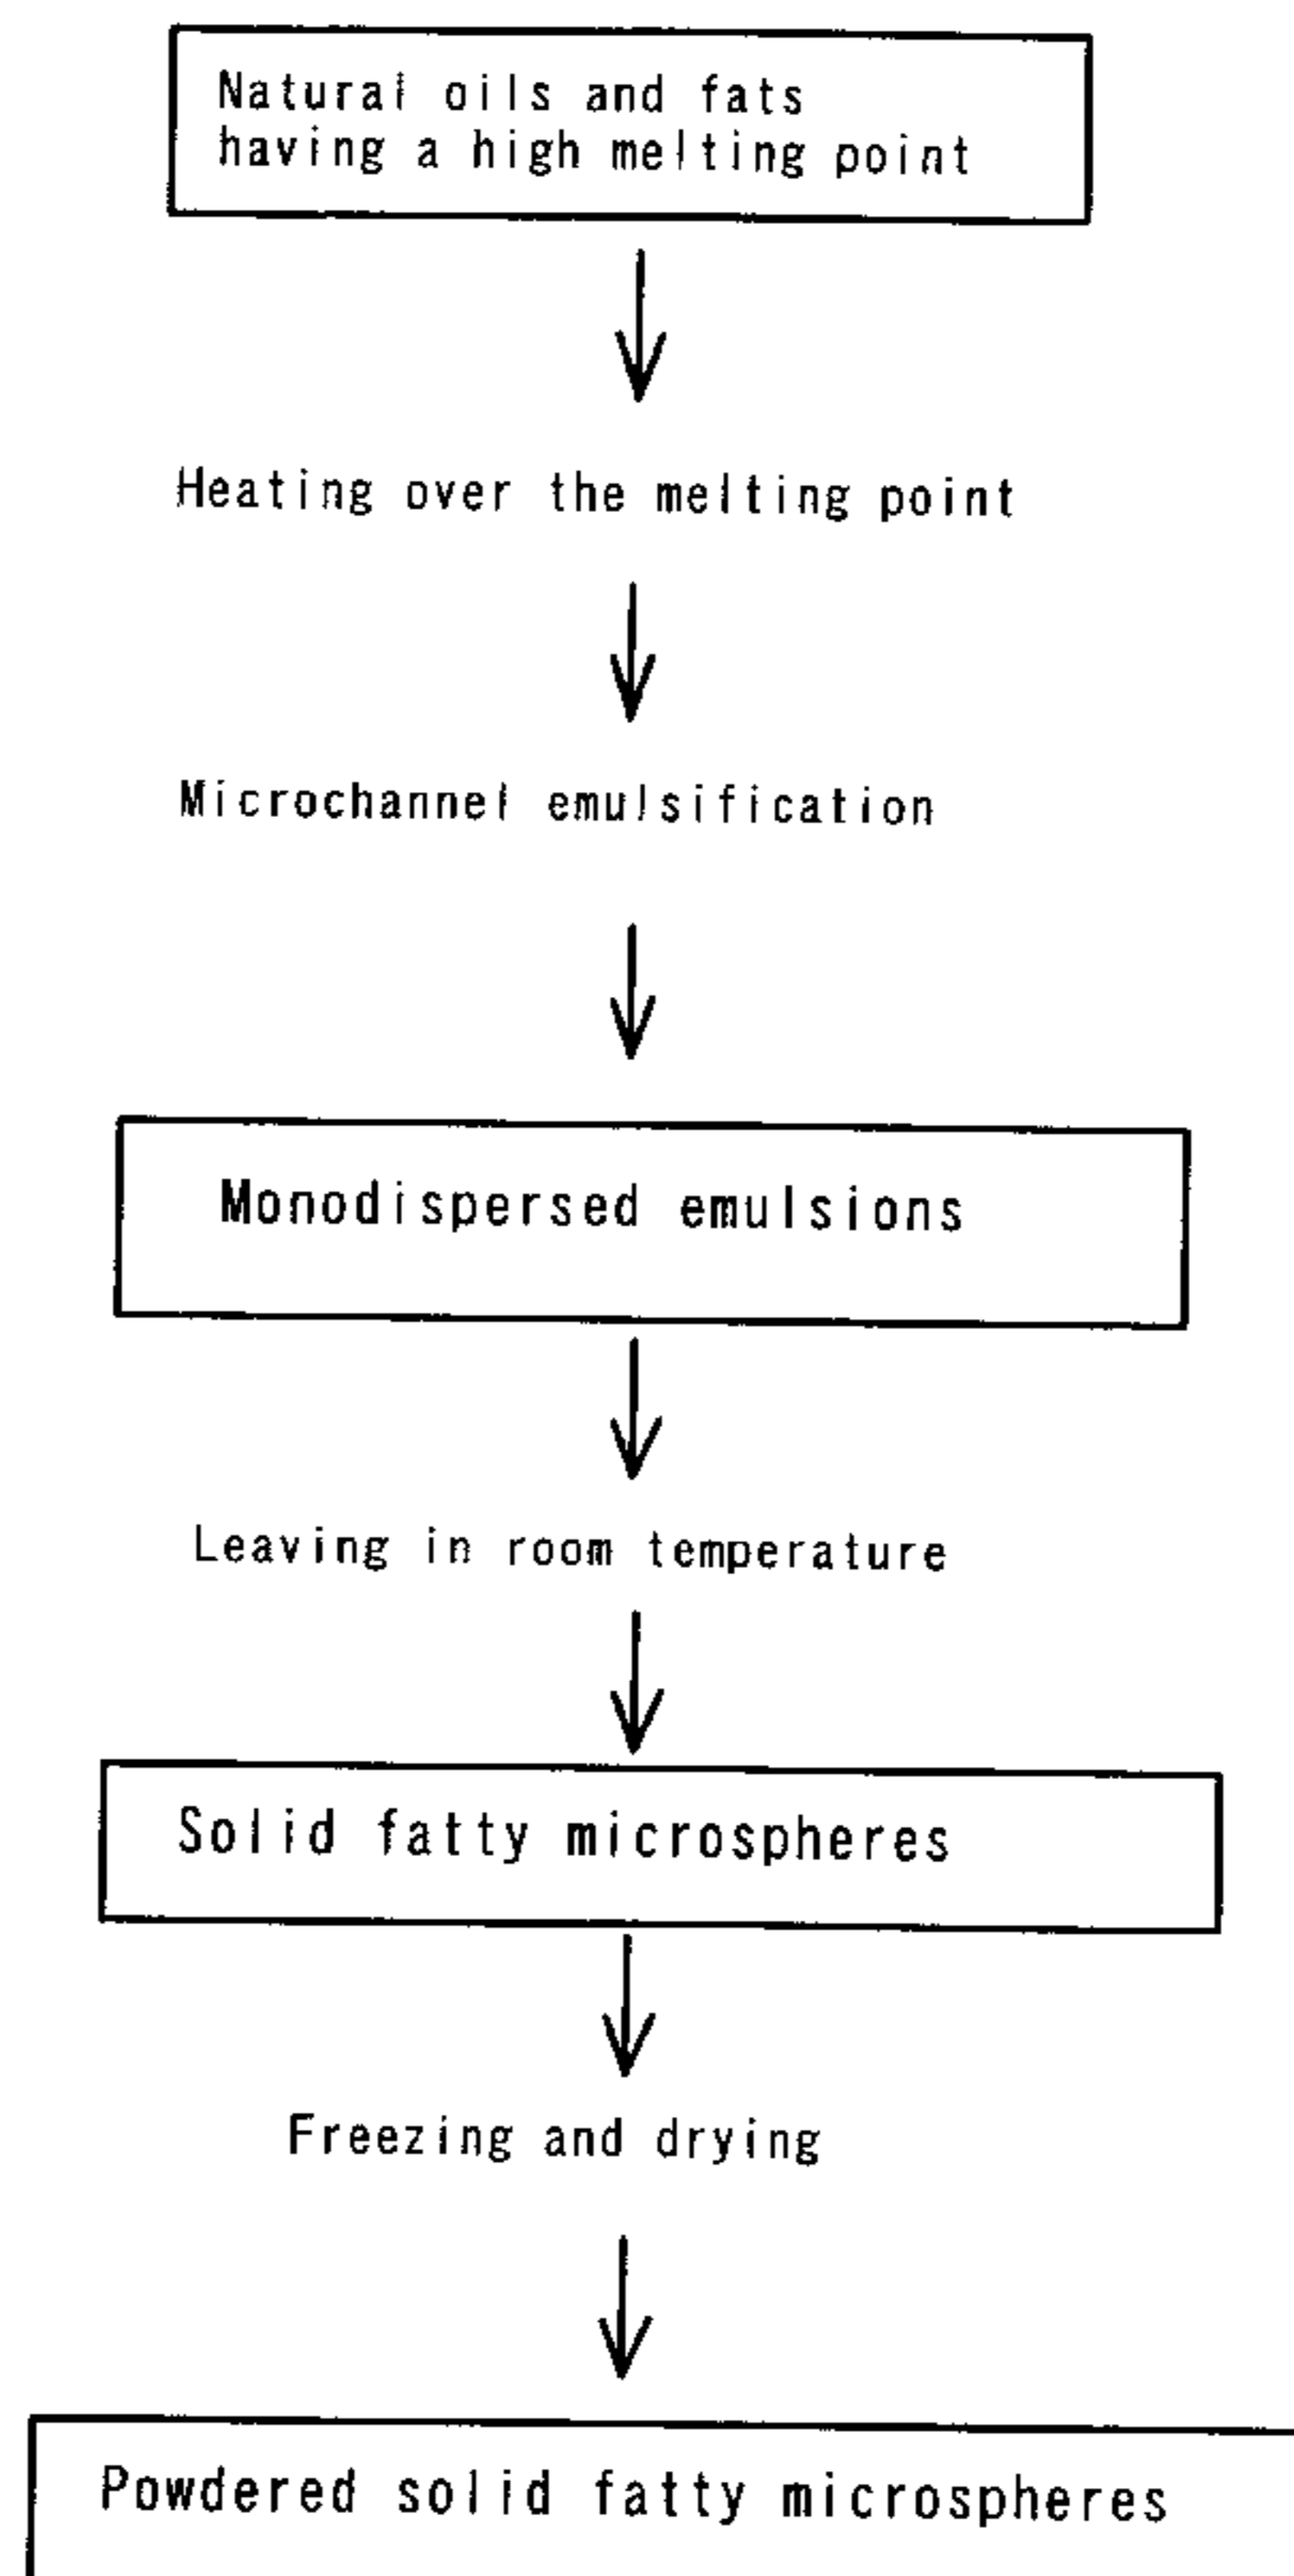 Natural oils and fats
having a high melting point
Heating over the melting point
Microchannel emulsification
Monodispersed emulsions
Leaving in room temperature
Solid fatty microspheres
Freezing and drying
Powdered solid fatty microspheres